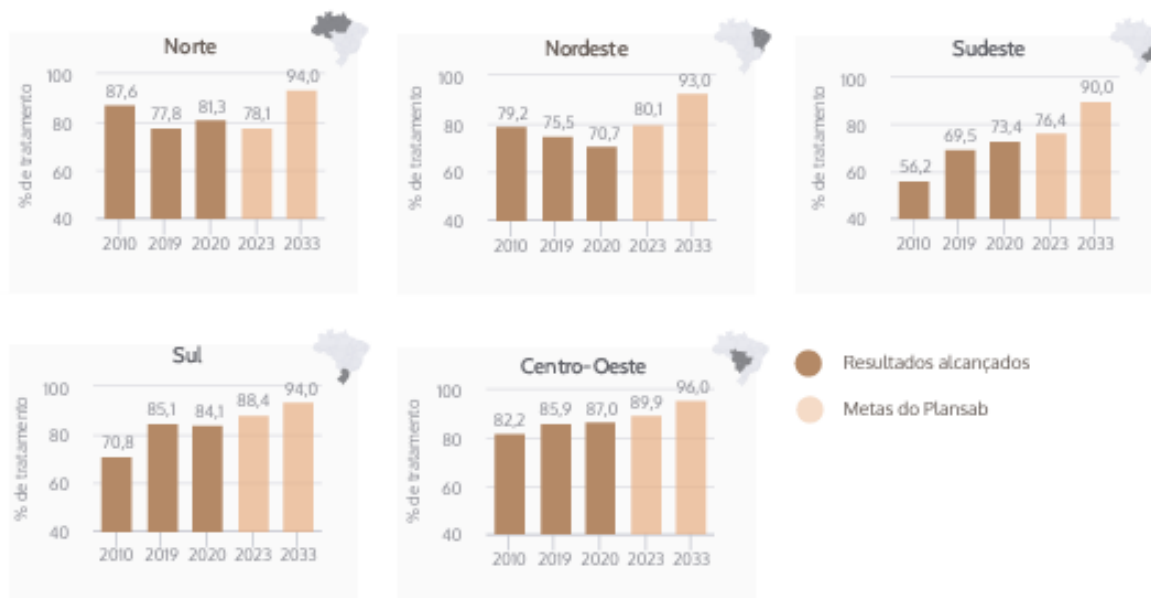 Norte
% de tratamento
100
80
60
40
87,6
77,8
81,3
78,1
94,0
2010 2019 2020 2023 2033
Nordeste
% de tratamento
100
80
60
40
79,2
75,5
70,7
80,1
93,0
2010 2019 2020 2023 2033
Sudeste
% de tratamento
100
80
60
40
56,2
69,5
73,4
76,4
90,0
2010 2019 2020 2023 2033
Sul
% de tratamento
100
80
60
40
70,8
85,1
84,1
88,4
94,0
2010 2019 2020 2023 2033
Centro-Oeste
% de tratamento
100
80
60
40
82,2
85,9
87,0
89,9
96,0
2010 2019 2020 2023 2033
Resultados alcançados
Metas do Plansab